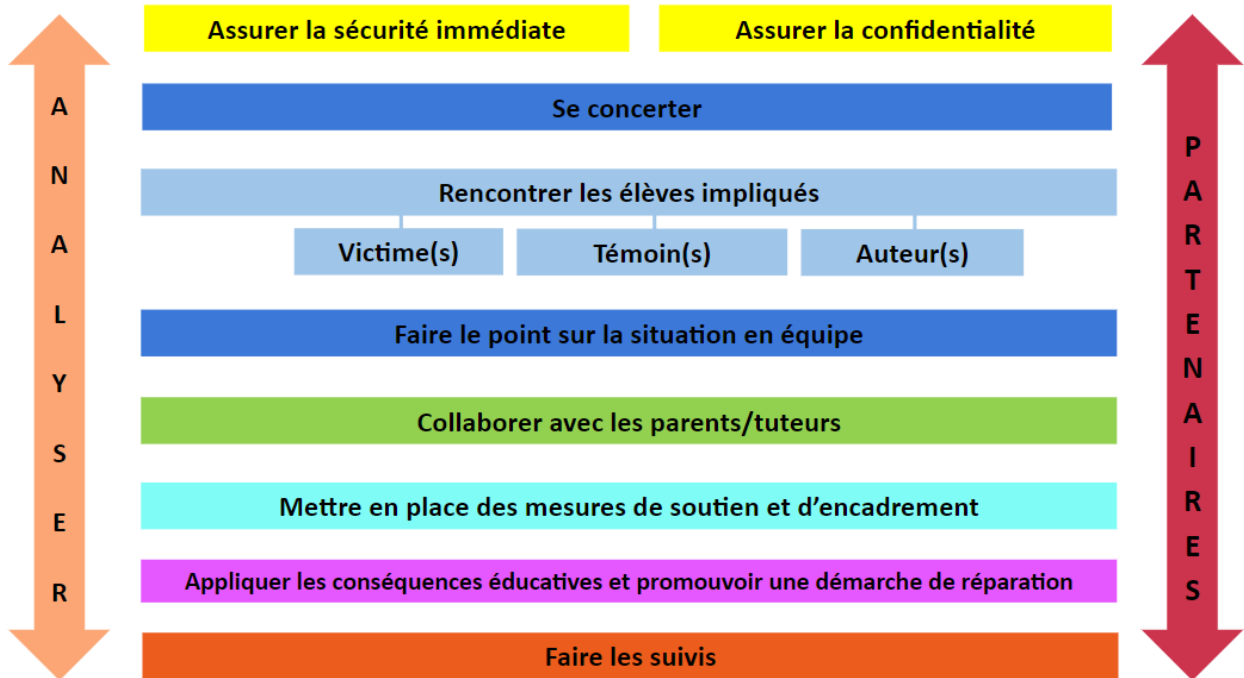 Assurer la sécurité immédiate
Assurer la confidentialité
Se concerter
Rencontrer les élèves impliqués
Victime(s)
Témoin(s)
Auteur(s)
Faire le point sur la situation en équipe
Collaborer avec les parents/tuteurs
Mettre en place des mesures de soutien et d’encadrement
Appliquer les conséquences éducatives et promouvoir une démarche de réparation
Faire les suivis
ANALYSER
PARTENAIRES